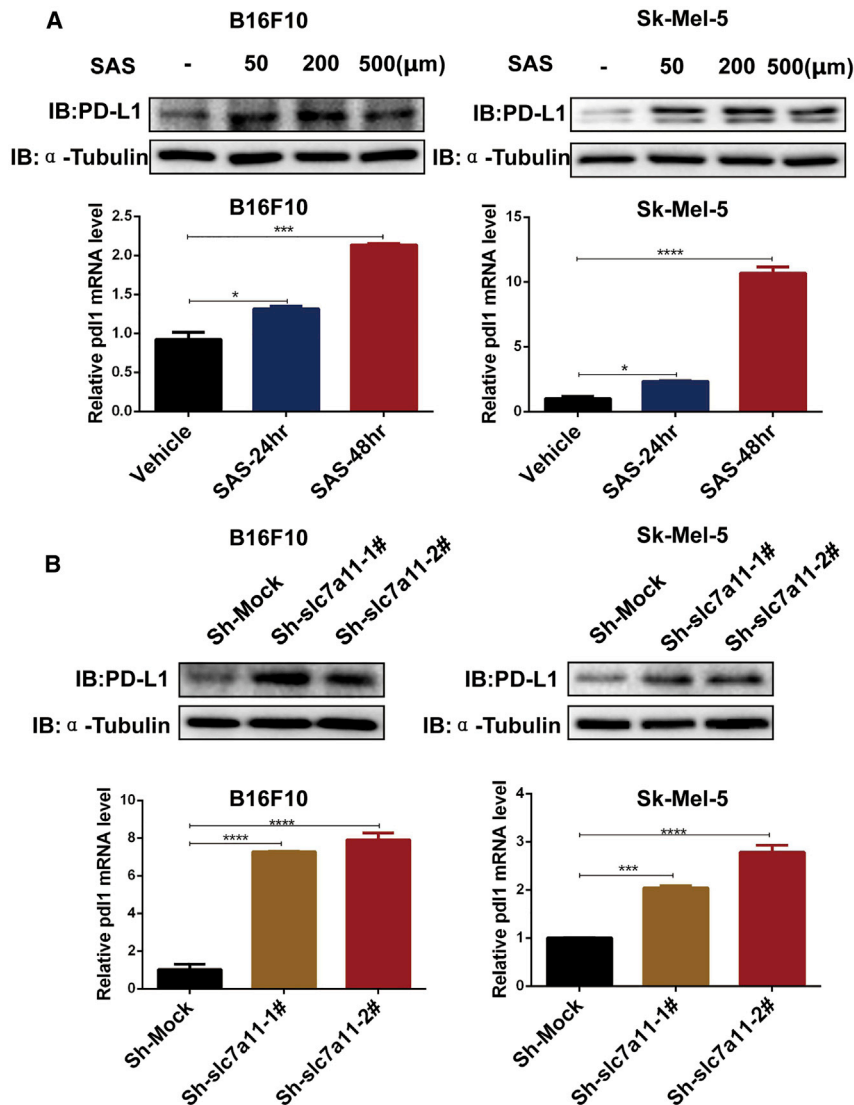 A
B16F10
SAS - 50 200 500(μm)
IB:PD-L1
IB: α -Tubulin
B16F10
Relative pdl1 mRNA level
2.5
2.0
1.5
1.0
0.5
0.0
***
*
Vehicle
SAS-24hr
SAS-48hr
Sk-Mel-5
SAS - 50 200 500(μm)
IB:PD-L1
IB: α -Tubulin
Sk-Mel-5
Relative pdl1 mRNA level
15
10
5
0
****
*
Vehicle
SAS-24hr
SAS-48hr
B
B16F10
Sh-Mock
Sh-slc7a11-1#
Sh-slc7a11-2#
IB:PD-L1
IB: α -Tubulin
B16F10
Relative pdl1 mRNA level
8
6
4
2
0
****
****
Sh-Mock
Sh-slc7a11-1#
Sh-slc7a11-2#
Sk-Mel-5
Sh-Mock
Sh-slc7a11-1#
Sh-slc7a11-2#
IB:PD-L1
IB: α -Tubulin
Sk-Mel-5
Relative pdl1 mRNA level
4
3
2
1
0
****
***
Sh-Mock
Sh-slc7a11-1#
Sh-slc7a11-2#